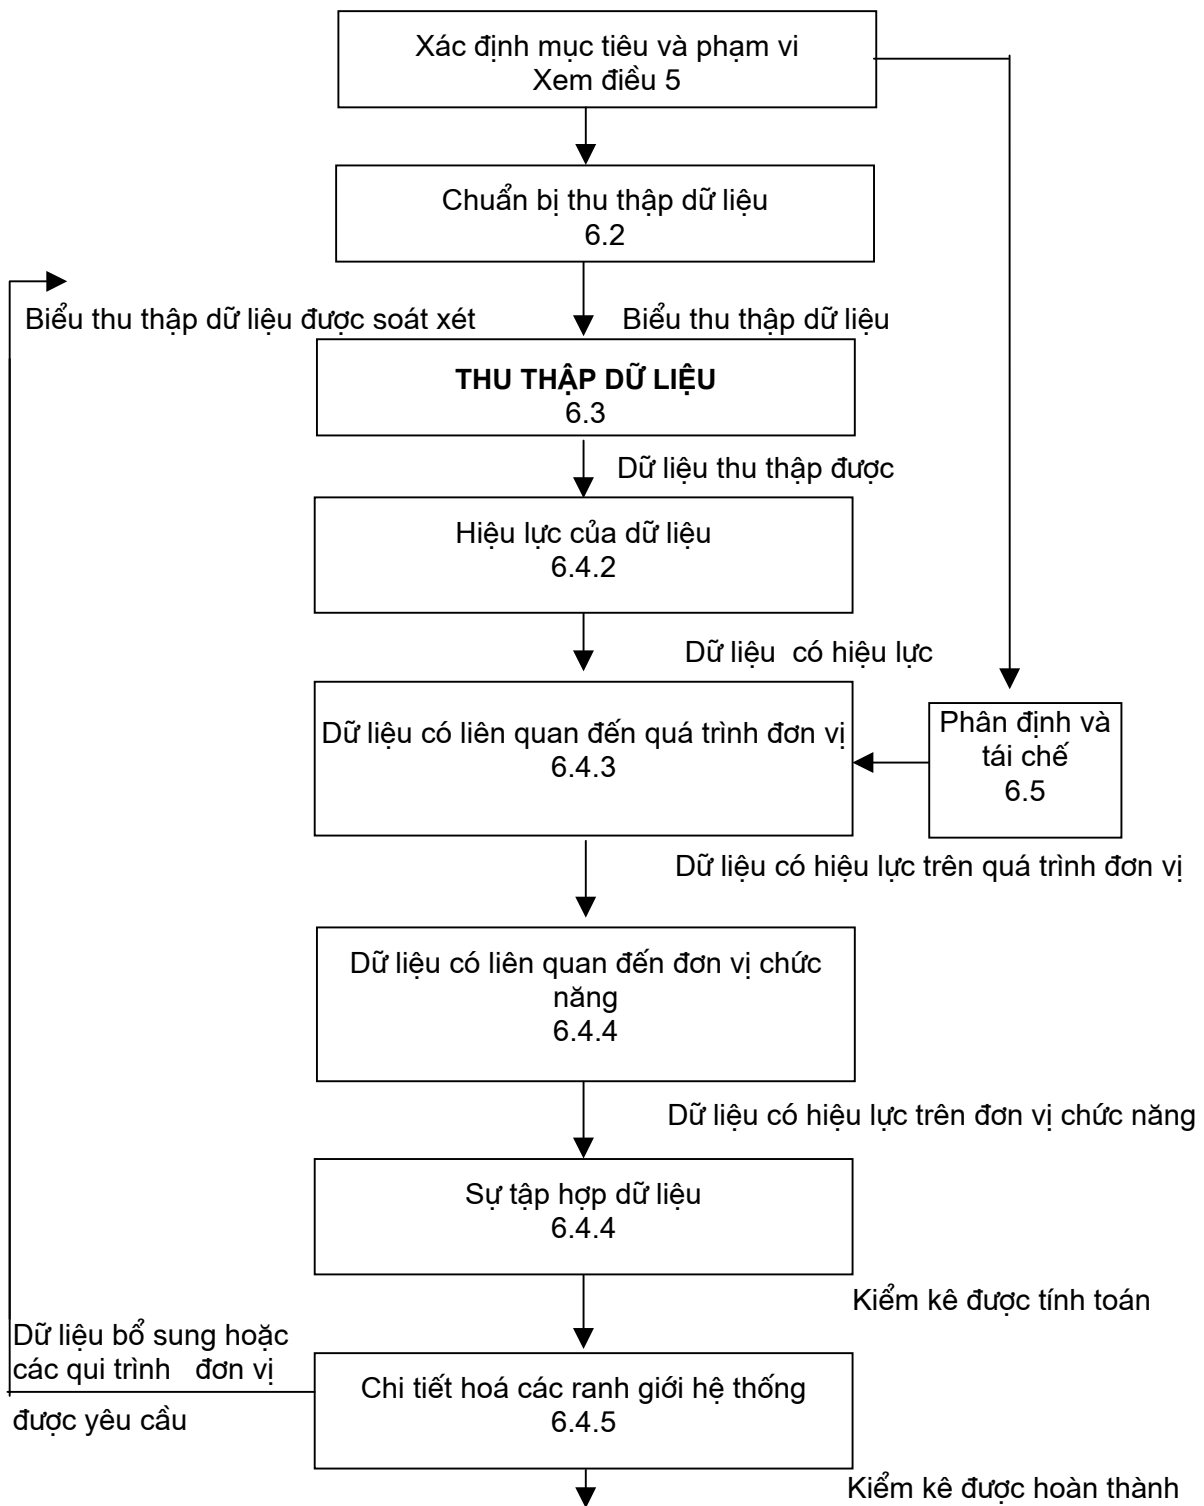 Xác định mục tiêu và phạm vi
Xem điều 5
Chuẩn bị thu thập dữ liệu
6.2
Biểu thu thập dữ liệu được soát xét
Biểu thu thập dữ liệu
THU THẬP DỮ LIỆU
6.3
Dữ liệu thu thập được
Hiệu lực của dữ liệu
6.4.2
Dữ liệu có hiệu lực
Dữ liệu có liên quan đến quá trình đơn vị
6.4.3
Phân định và
tái chế
6.5
Dữ liệu có hiệu lực trên quá trình đơn vị
Dữ liệu có liên quan đến đơn vị chức
năng
6.4.4
Dữ liệu có hiệu lực trên đơn vị chức năng
Sự tập hợp dữ liệu
6.4.4
Kiểm kê được tính toán
Dữ liệu bổ sung hoặc
các qui trình đơn vị
được yêu cầu
Chi tiết hoá các ranh giới hệ thống
6.4.5
Kiểm kê được hoàn thành